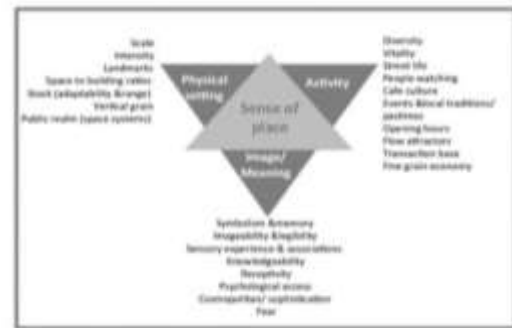 Scale
Intensity
Landmarks
Space to building ratios
Stock (adaptability &range)
Vertical grain
Public realm (space systems)
Physical
setting
Activity
Sense of
place
Image/
Meaning
Diversity
Vitality
Street life
People watching
Cafe culture
Events &local traditions/
pastimes
Opening hours
Flow attractors
Transaction base
Fine grain economy
Symbolism &memory
Imageability &legibility
Sensory experience & associations
Knowledgeability
Receptivity
Psychological access
Cosmopolitan/ sophistication
Fear